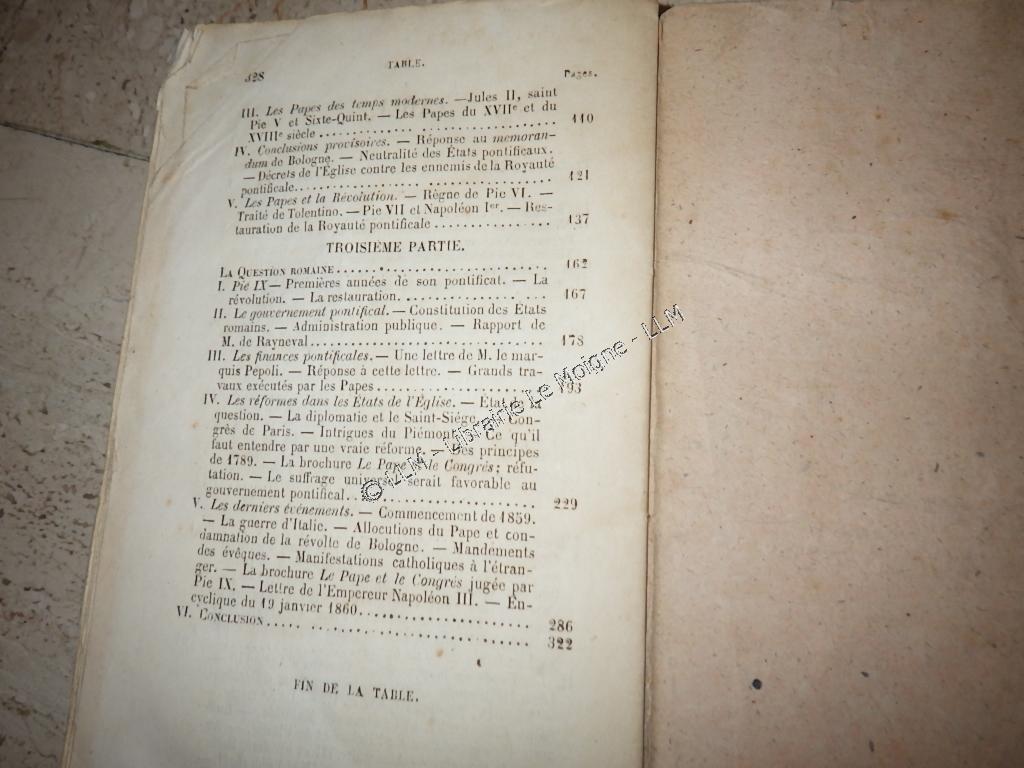 328 TABLE.
Pages.
III. Les Papes des temps modernes. —Jules II, saint
Pie V et Sixte-Quint. — Les Papes du XVIIe et du
XVIIIe siècle .............. .................. 110
IV. Conclusions provisoires. — Réponse au memoran-
dum de Bologne. — Neutralité des États pontificaux.
— Décrets de l'Église contre les ennemis de la Royauté
pontificale.................. .................. 121
V. Les Papes et la Révolution. — Règne de Pie VI. —
Traité de Tolentino. — Pie VII et Napoléon Ier. — Res-
tauration de la Royauté pontificale ................ 137
TROISIÈME PARTIE.
LA QUESTION ROMAINE.............................. 162
I. Pie IX — Premières années de son pontificat. — La
révolution. — La restauration.................. ... 167
II. Le gouvernement pontifical. — Constitution des États
romains. — Administration publique. — Rapport de
M. de Rayneval................................ 178
III. Les finances pontificales. — Une lettre de M. le mar-
quis Pepoli. — Réponse à cette lettre. — Grands tra-
vaux exécutés par les Papes...................... 193
IV. Les réformes dans les États de l'Église. — État de la
question. — La diplomatie et le Saint-Siége. — Con-
grès de Paris. — Intrigues du Piémont. — Ce qu'il
faut entendre par une vraie réforme. — Des principes
de 1789. — La brochure Le Pape et le Congrès; réfu-
tation. — Le suffrage universel serait favorable au
gouvernement pontifical.......................... 229
V. Les derniers événements. — Commencement de 1859.
— La guerre d'Italie. — Allocutions du Pape et con-
damnation de la révolte de Bologne. — Mandements
des évêques. — Manifestations catholiques à l'étran-
ger. — La brochure Le Pape et le Congrès jugée par
Pie IX. — Lettre de l'Empereur Napoléon III. — En-
cyclique du 19 janvier 1860...................... 286
VI. CONCLUSION.................................. 322
FIN DE LA TABLE.
© LLM - Librairie Le Moigne - LLM